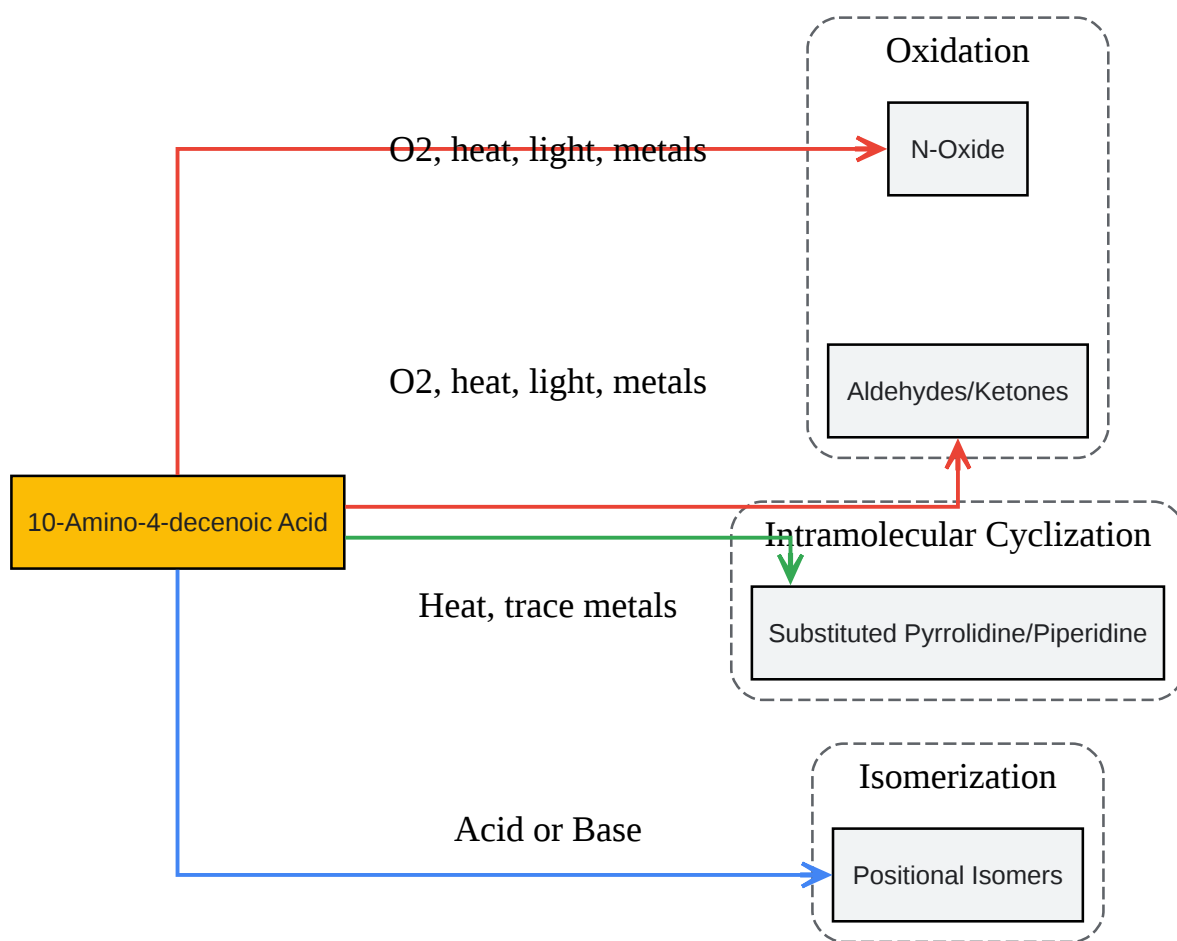 Oxidation
O2, heat, light, metals
N-Oxide
O2, heat, light, metals
Aldehydes/Ketones
10-Amino-4-decenoic Acid
Intramolecular Cyclization
Heat, trace metals
Substituted Pyrrolidine/Piperidine
Isomerization
Acid or Base
Positional Isomers